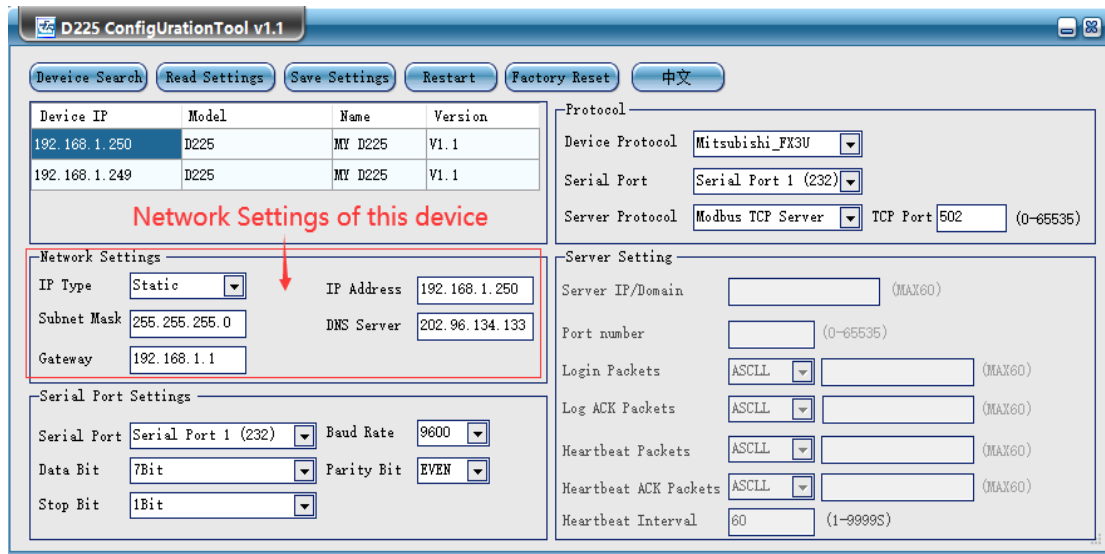 D225 ConfigUrationTool v1.1
Deveice Search Read Settings Save Settings Restart Factory Reset 中文
Device IP Model Name Version
192.168.1.250 D225 MY D225 V1.1
192.168.1.249 D225 MY D225 V1.1
Network Settings of this device
Protocol
Device Protocol Mitsubishi_FX3U
Serial Port Serial Port 1 (232)
Server Protocol Modbus TCP Server TCP Port 502 (0-65535)
Network Settings
IP Type Static IP Address 192.168.1.250
Subnet Mask 255.255.255.0 DNS Server 202.96.134.133
Gateway 192.168.1.1
Serial Port Settings
Serial Port Serial Port 1 (232) Baud Rate 9600
Data Bit 7Bit Parity Bit EVEN
Stop Bit 1Bit
Server Setting
Server IP/Domain (MAX60)
Port number (0-65535)
Login Packets ASCLL (MAX60)
Log ACK Packets ASCLL (MAX60)
Heartbeat Packets ASCLL (MAX60)
Heartbeat ACK Packets ASCLL (MAX60)
Heartbeat Interval 60 (1-9999S)